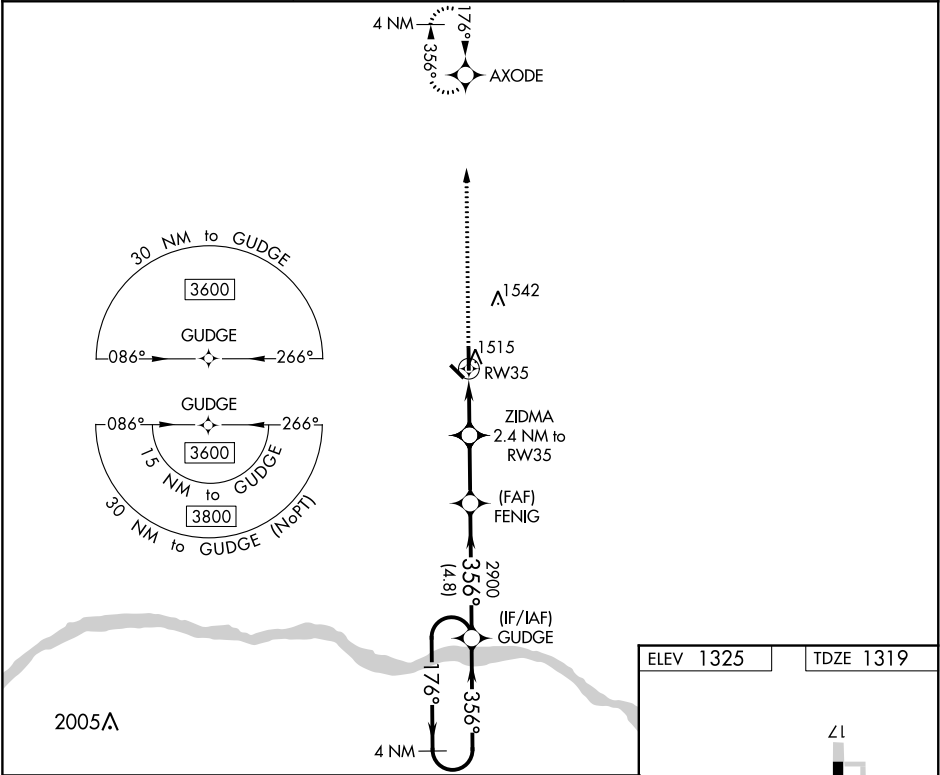 4 NM
176°
356°
AXODE
30 NM to GUDGE
3600
GUDGE
086°
266°
1542
1515
RW35
GUDGE
086°
266°
3600
15 NM to GUDGE
3800
30 NM to GUDGE (NoPT)
ZIDMA
2.4 NM to
RW35
(FAF)
FENIG
2900
356°
(4.8)
(IF/IAF)
GUDGE
176°
356°
4 NM
2005
ELEV 1325
TDZE 1319
17